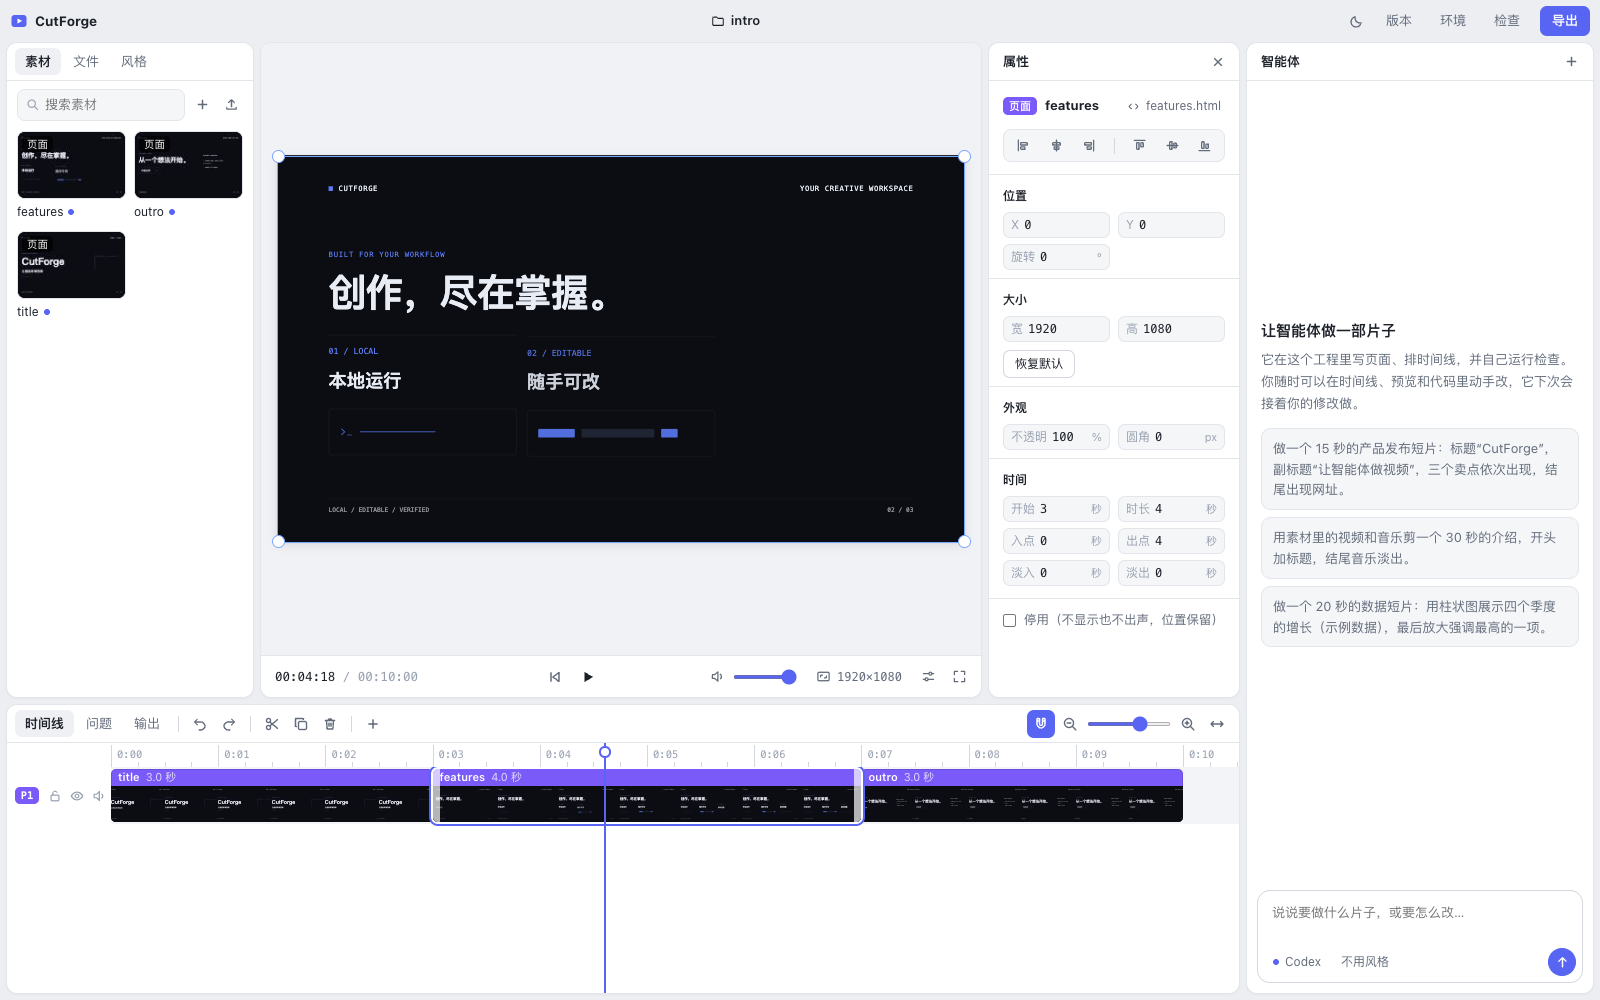 CutForge
intro
版本
环境
检查
导出
素材
文件
风格
搜索素材
页面
创作，尽在掌握。
页面
从一个想法开始。
features
outro
页面
CutForge
title
CUTFORGE
YOUR CREATIVE WORKSPACE
BUILT FOR YOUR WORKFLOW
创作，尽在掌握。
01 / LOCAL
本地运行
>_
02 / EDITABLE
随手可改
LOCAL / EDITABLE / VERIFIED
02 / 03
00:04:18 / 00:10:00
1920×1080
属性
页面 features
features.html
位置
X 0
Y 0
旋转 0 °
大小
宽 1920
高 1080
恢复默认
外观
不透明 100 %
圆角 0 px
时间
开始 3 秒
时长 4 秒
入点 0 秒
出点 4 秒
淡入 0 秒
淡出 0 秒
停用（不显示也不出声，位置保留）
智能体
让智能体做一部片子
它在这个工程里写页面、排时间线，并自己运行检查。
你随时可以在时间线、预览和代码里动手改，它下次会
接着你的修改做。
做一个 15 秒的产品发布短片：标题“CutForge”，
副标题“让智能体做视频”，三个卖点依次出现，结
尾出现网址。
用素材里的视频和音乐剪一个 30 秒的介绍，开头
加标题，结尾音乐淡出。
做一个 20 秒的数据短片：用柱状图展示四个季度
的增长（示例数据），最后放大强调最高的一项。
说说要做什么片子，或要怎么改...
Codex
不用风格
时间线
问题
输出
0:00
0:01
0:02
0:03
0:04
0:05
0:06
0:07
0:08
0:09
0:10
P1
title 3.0 秒
features 4.0 秒
outro 3.0 秒
CutForge
CutForge
CutForge
CutForge
CutForge